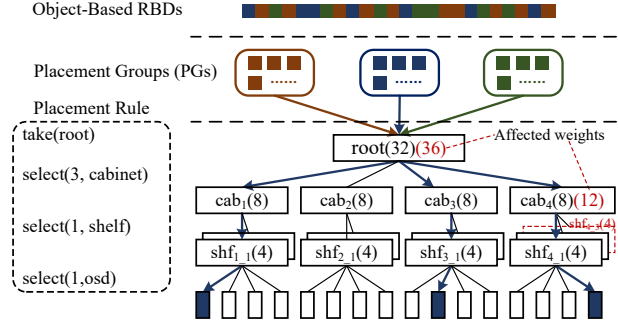 Object-Based RBDs
Placement Groups (PGs)
Placement Rule
take(root)
select(3, cabinet)
select(1, shelf)
select(1,osd)
root(32)(36)
Affected weights
cab1(8)
cab2(8)
cab3(8)
cab4(8)(12)
shf1_1(4)
shf2_1(4)
shf3_1(4)
shf4_1(4)